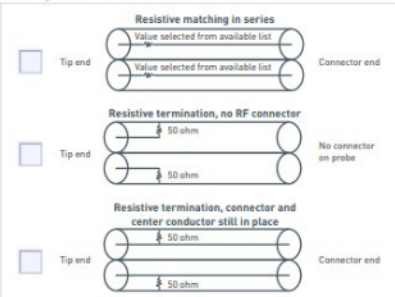 Resistive matching in series
Value selected from available list
Tip end
Value selected from available list
Connector end
Resistive termination, no RF connector
50 ohm
Tip end
No connector
on probe
50 ohm
Resistive termination, connector and
center conductor still in place
50 ohm
Tip end
Connector end
50 ohm